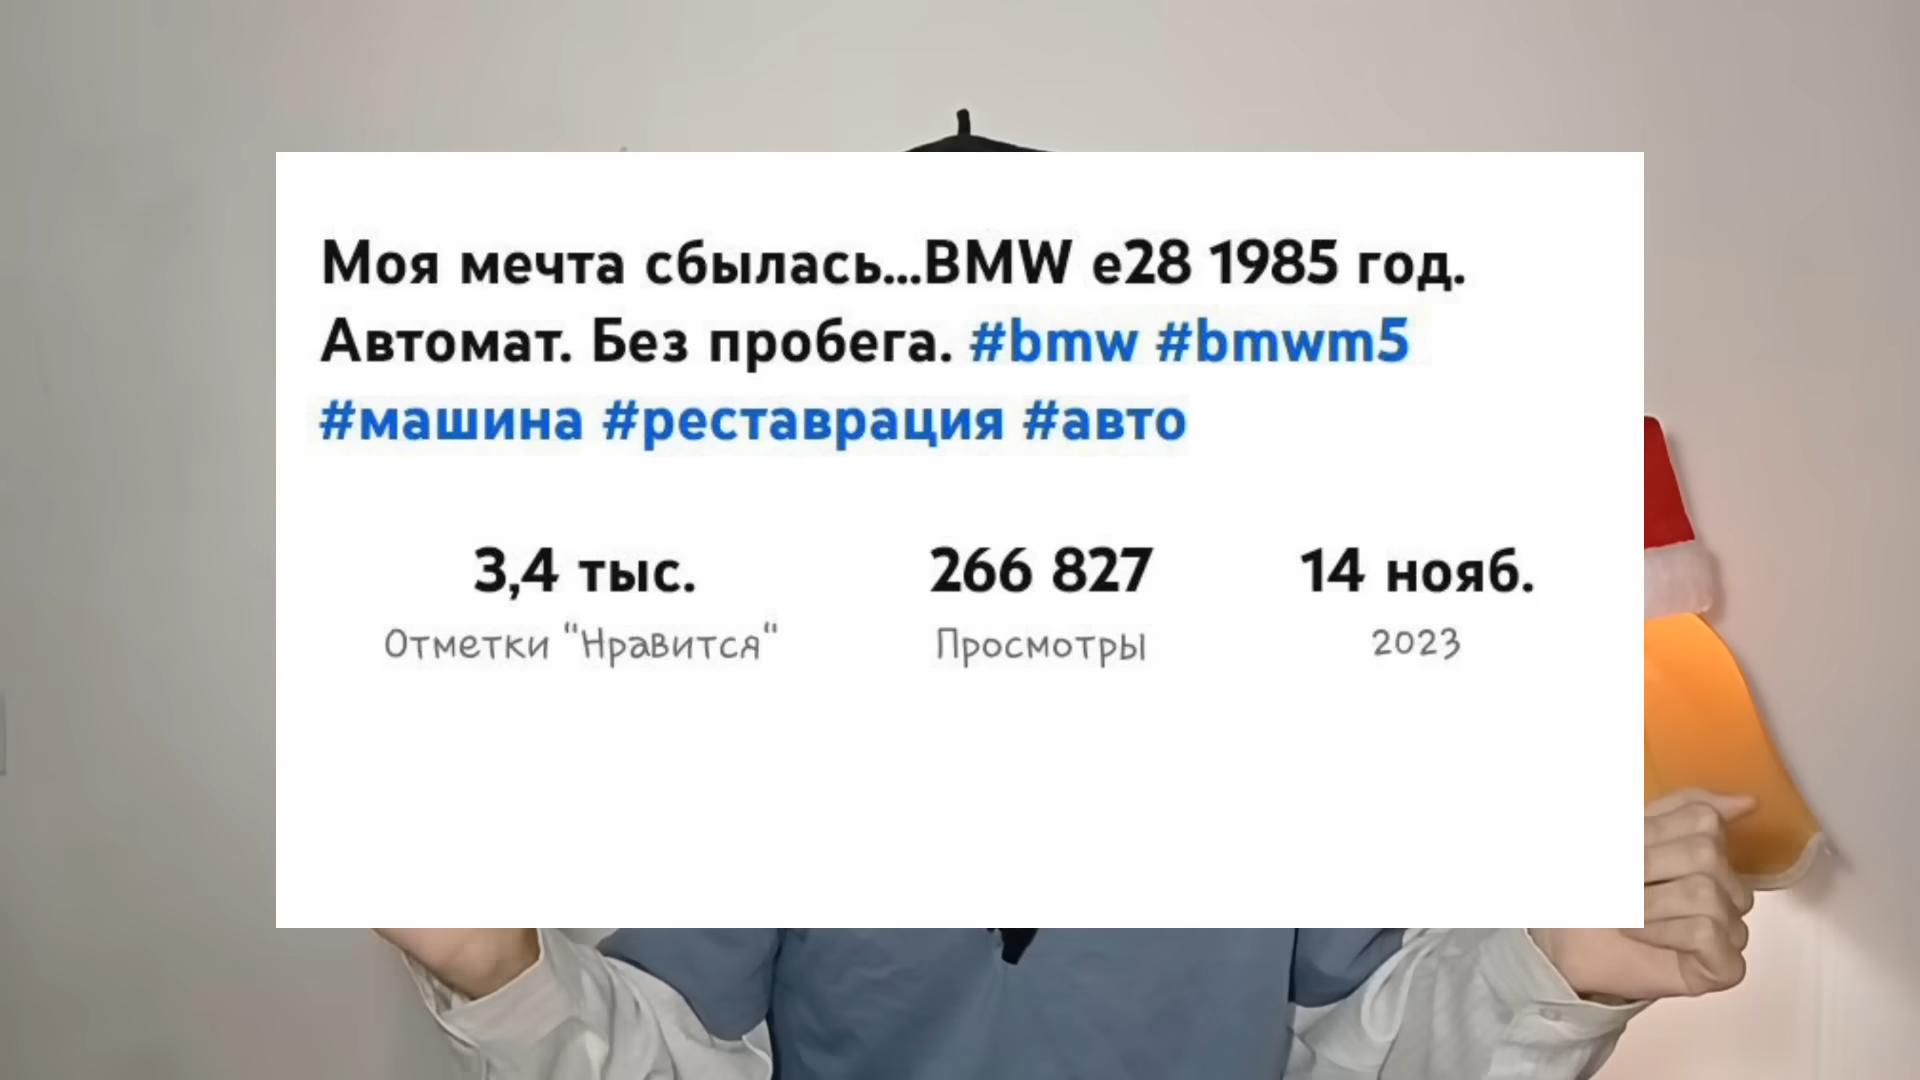 Моя мечта сбылась...BMW e28 1985 год.
Автомат. Без пробега. #bmw #bmwm5
#машина #реставрация #авто
3,4 тыс. 266 827 14 нояб.
Отметки "Нравится" Просмотры 2023